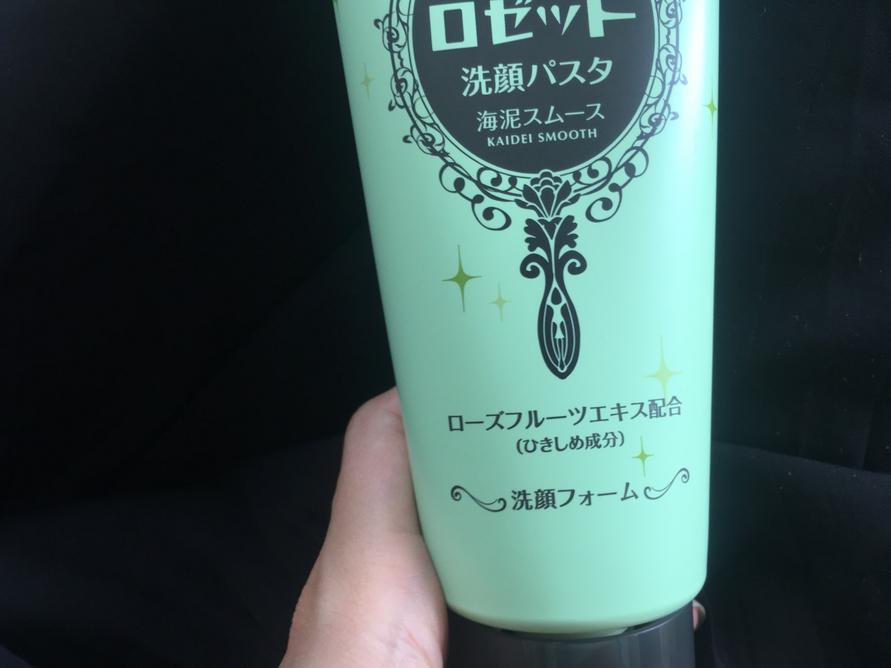 ロゼット
洗顔パスタ
海泥スムース
KAIDEI SMOOTH
ローズフルーツエキス配合
(ひきしめ成分)
洗顔フォーム